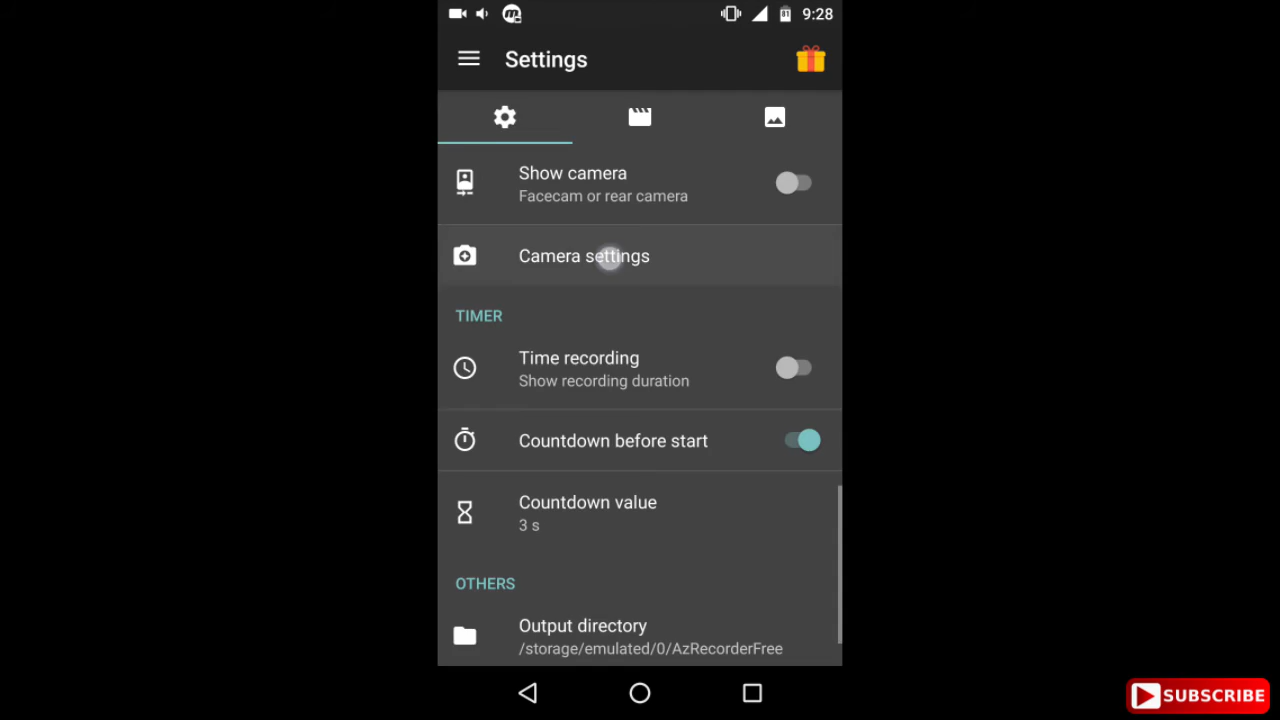 9:28
Settings
Show camera
Facecam or rear camera
Camera settings
TIMER
Time recording
Show recording duration
Countdown before start
Countdown value
3 s
OTHERS
Output directory
/storage/emulated/0/AzRecorderFree
SUBSCRIBE